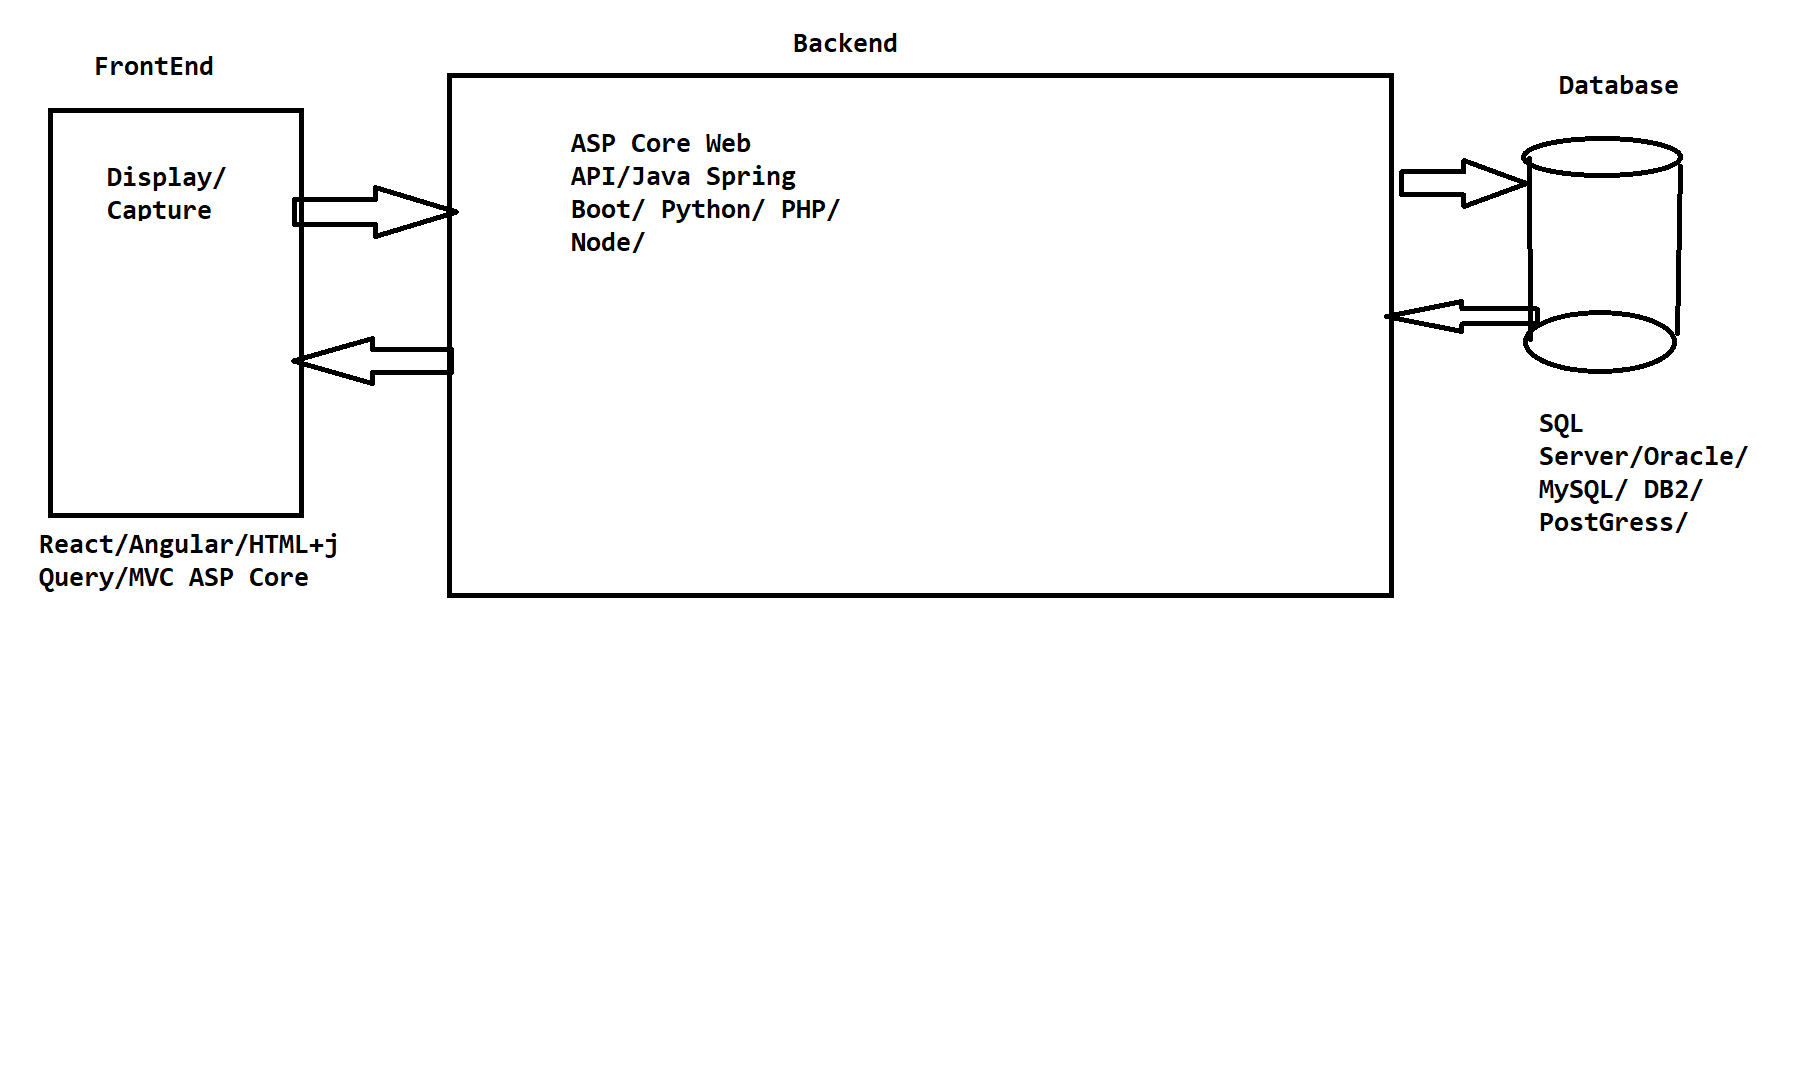 FrontEnd
Display/
Capture
React/Angular/HTML+j
Query/MVC ASP Core
Backend
ASP Core Web
API/Java Spring
Boot/ Python/ PHP/
Node/
Database
SQL
Server/Oracle/
MySQL/ DB2/
PostGress/